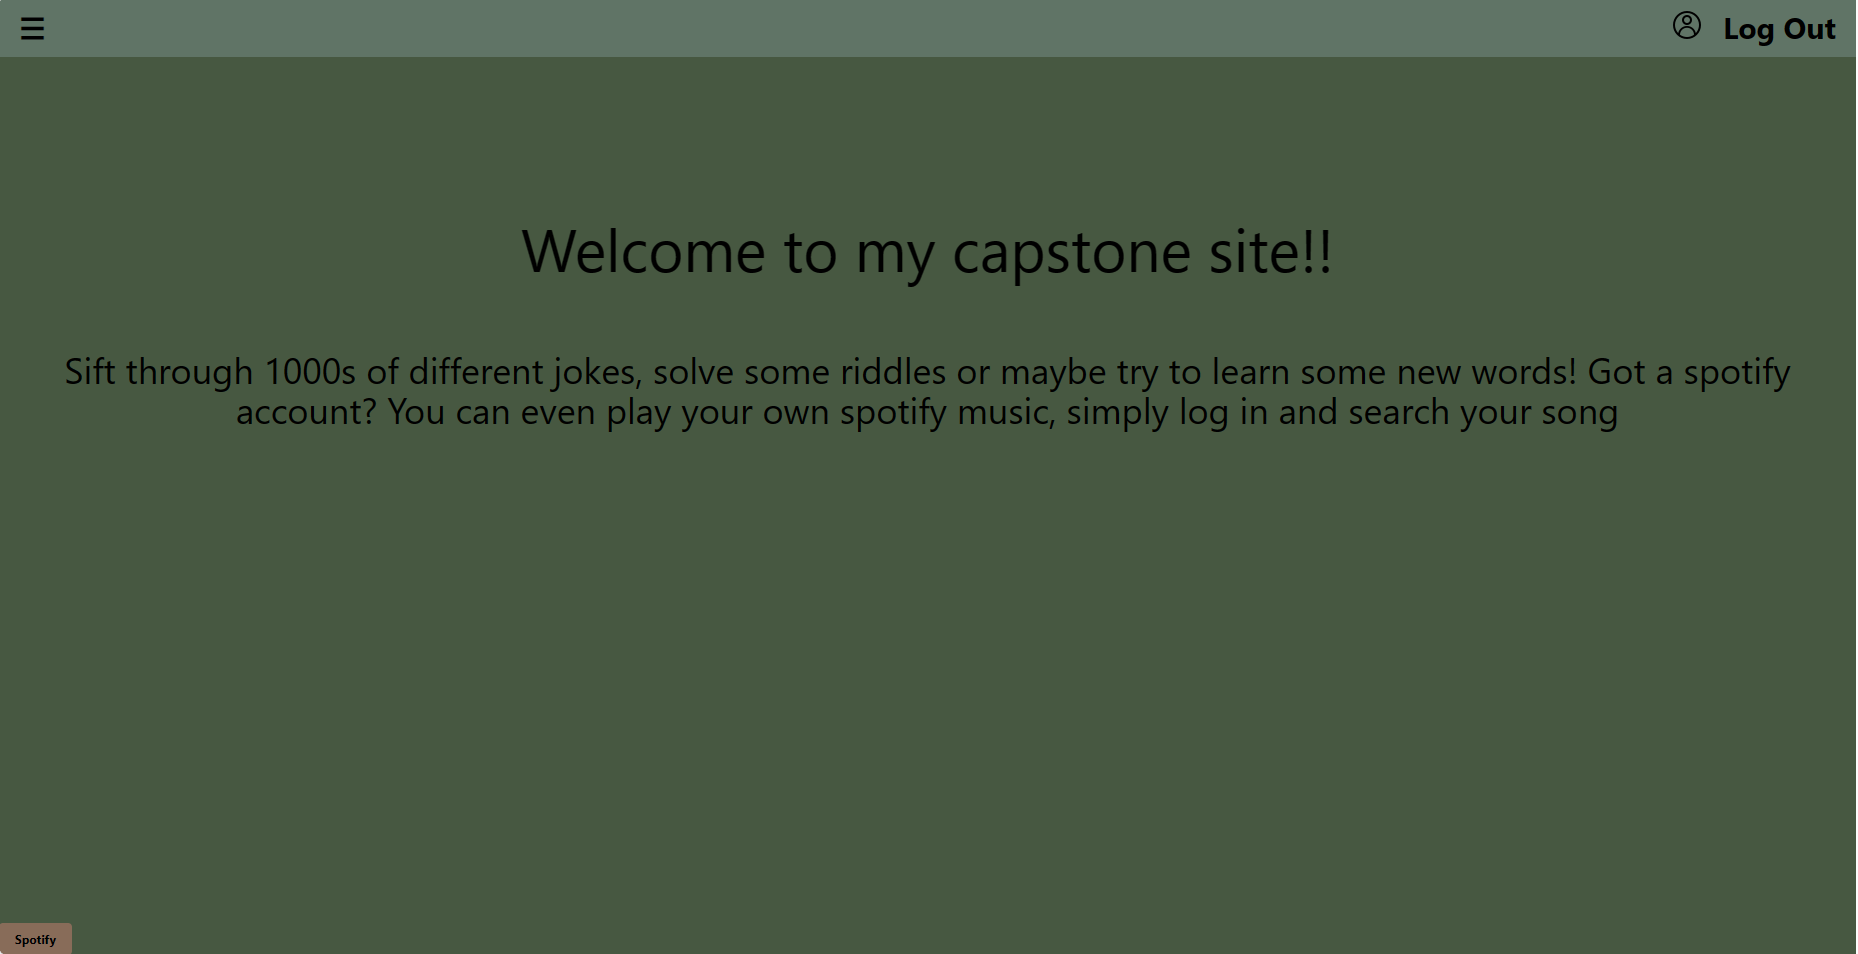 ☰
Log Out
Welcome to my capstone site!!
Sift through 1000s of different jokes, solve some riddles or maybe try to learn some new words! Got a spotify
account? You can even play your own spotify music, simply log in and search your song
Spotify